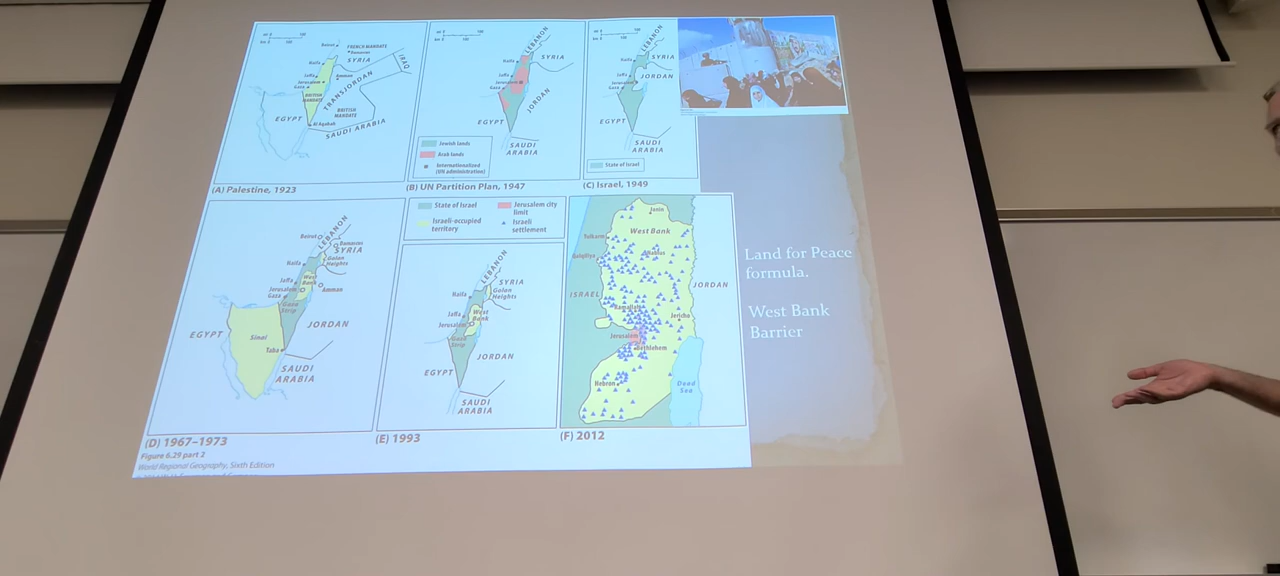 Beirut
FRENCH MANDATE
Damascus
SYRIA
IRAQ
Haifa
Jaffa
Amman
Jerusalem
Gaza
TRANSJORDAN
BRITISH
MANDATE
BRITISH
MANDATE
EGYPT
Al Aqabah
SAUDI ARABIA
(A) Palestine, 1923
LEBANON
SYRIA
Haifa
Jaffa
Jerusalem
Gaza
JORDAN
EGYPT
SAUDI
ARABIA
Jewish lands
Arab lands
Internationalized
(UN administration)
(B) UN Partition Plan, 1947
LEBANON
SYRIA
Haifa
Jaffa
JORDAN
Jerusalem
Gaza
EGYPT
SAUDI
ARABIA
State of Israel
(C) Israel, 1949
Beirut
LEBANON
Damascus
SYRIA
Golan
Heights
Haifa
Jaffa
West
Bank
Jerusalem
Amman
Gaza
Gaza
Strip
EGYPT
Sinai
JORDAN
Taba
SAUDI
ARABIA
(D) 1967–1973
State of Israel
Jerusalem city
limit
Israeli-occupied
territory
Israeli
settlement
LEBANON
SYRIA
Golan
Heights
Haifa
Jaffa
West
Bank
Jerusalem
Gaza
Strip
JORDAN
EGYPT
SAUDI
ARABIA
(E) 1993
Jenin
West Bank
Tulkarm
Nablus
Qalqiliya
JORDAN
ISRAEL
Ramallah
Jericho
Jerusalem
Bethlehem
Hebron
Dead
Sea
(F) 2012
Figure 6.29 part 2
World Regional Geography, Sixth Edition
Land for Peace
formula.
West Bank
Barrier